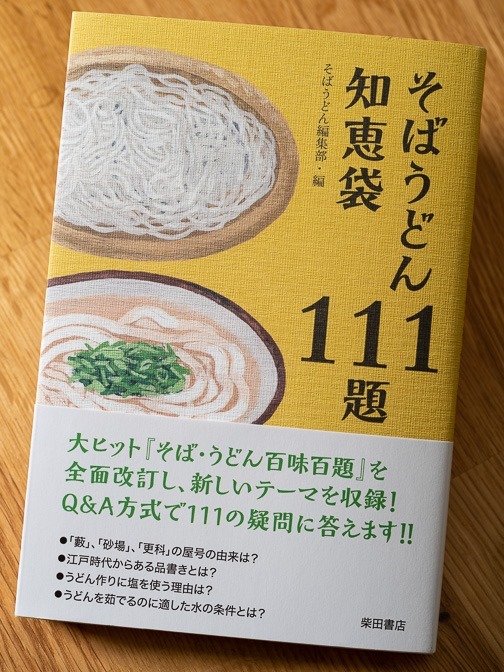 そばうどん
知恵袋
111題
そばうどん編集部・編
大ヒット『そば・うどん百味百題』を
全面改訂し、新しいテーマを収録!
Q&A方式で111の疑問に答えます!!
●「藪」、「砂場」、「更科」の屋号の由来は?
●江戸時代からある品書きとは?
●うどん作りに塩を使う理由は?
●うどんを茹でるのに適した水の条件とは?
柴田書店